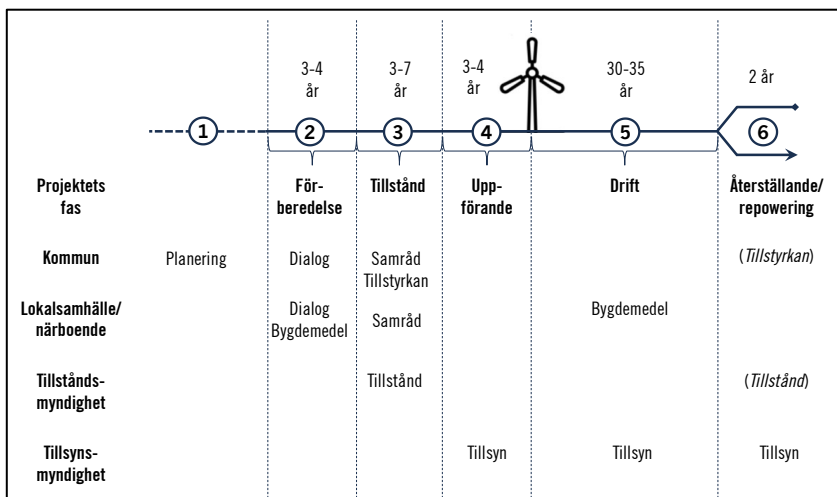 3-4 år
3-7 år
3-4 år
30-35 år
2 år
1
2
3
4
5
6
Projektets fas
För-
beredelse
Tillstånd
Upp-
förande
Drift
Återställande/
repowering
Kommun
Planering
Dialog
Samråd
Tillstyrkan
(Tillstyrkan)
Lokalsamhälle/
närboende
Dialog
Bygdemedel
Samråd
Bygdemedel
Tillstånds-
myndighet
Tillstånd
(Tillstånd)
Tillsyns-
myndighet
Tillsyn
Tillsyn
Tillsyn